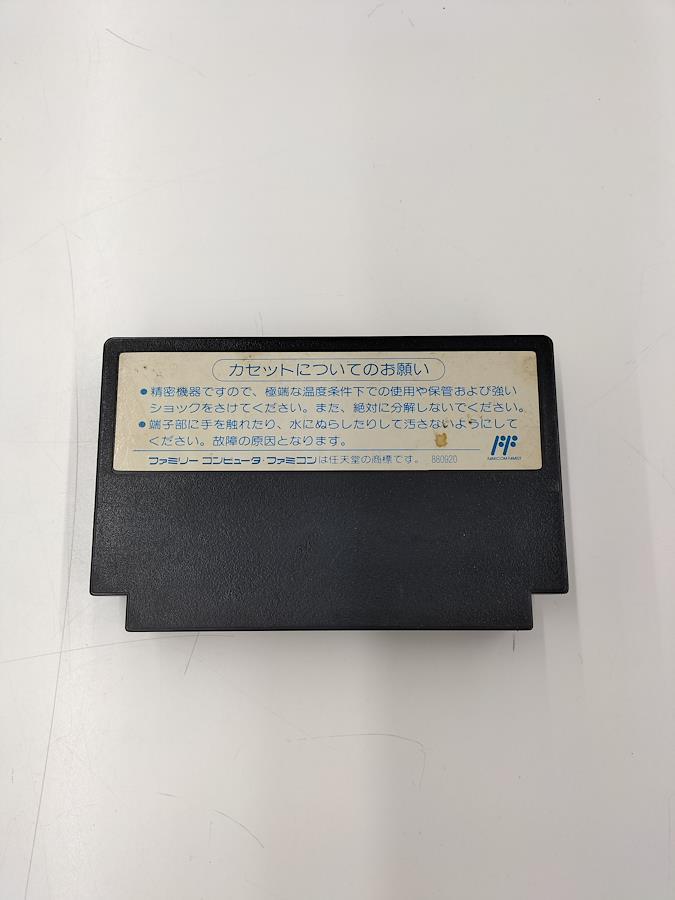 カセットについてのお願い
●精密機器ですので、極端な温度条件下での使用や保管および強い
ショックをさけてください。また、絶対に分解しないでください。
●端子部に手を触れたり、水にぬらしたりして汚さないようにして
ください。故障の原因となります。
ファミリーコンピュータ・ファミコンは任天堂の商標です。 880920
FAMICOM FAMILY